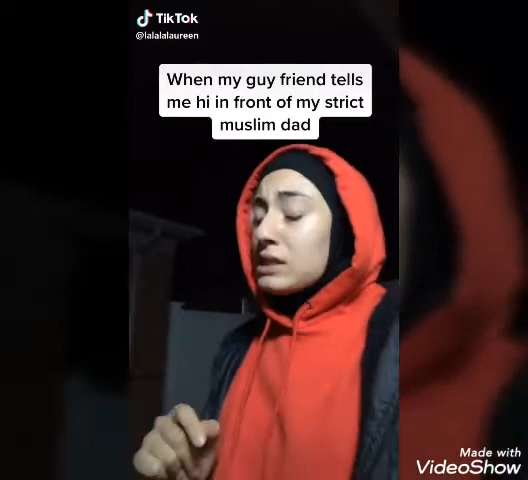 TikTok
@lalalalaureen
When my guy friend tells
me hi in front of my strict
muslim dad
Made with
VideoShow